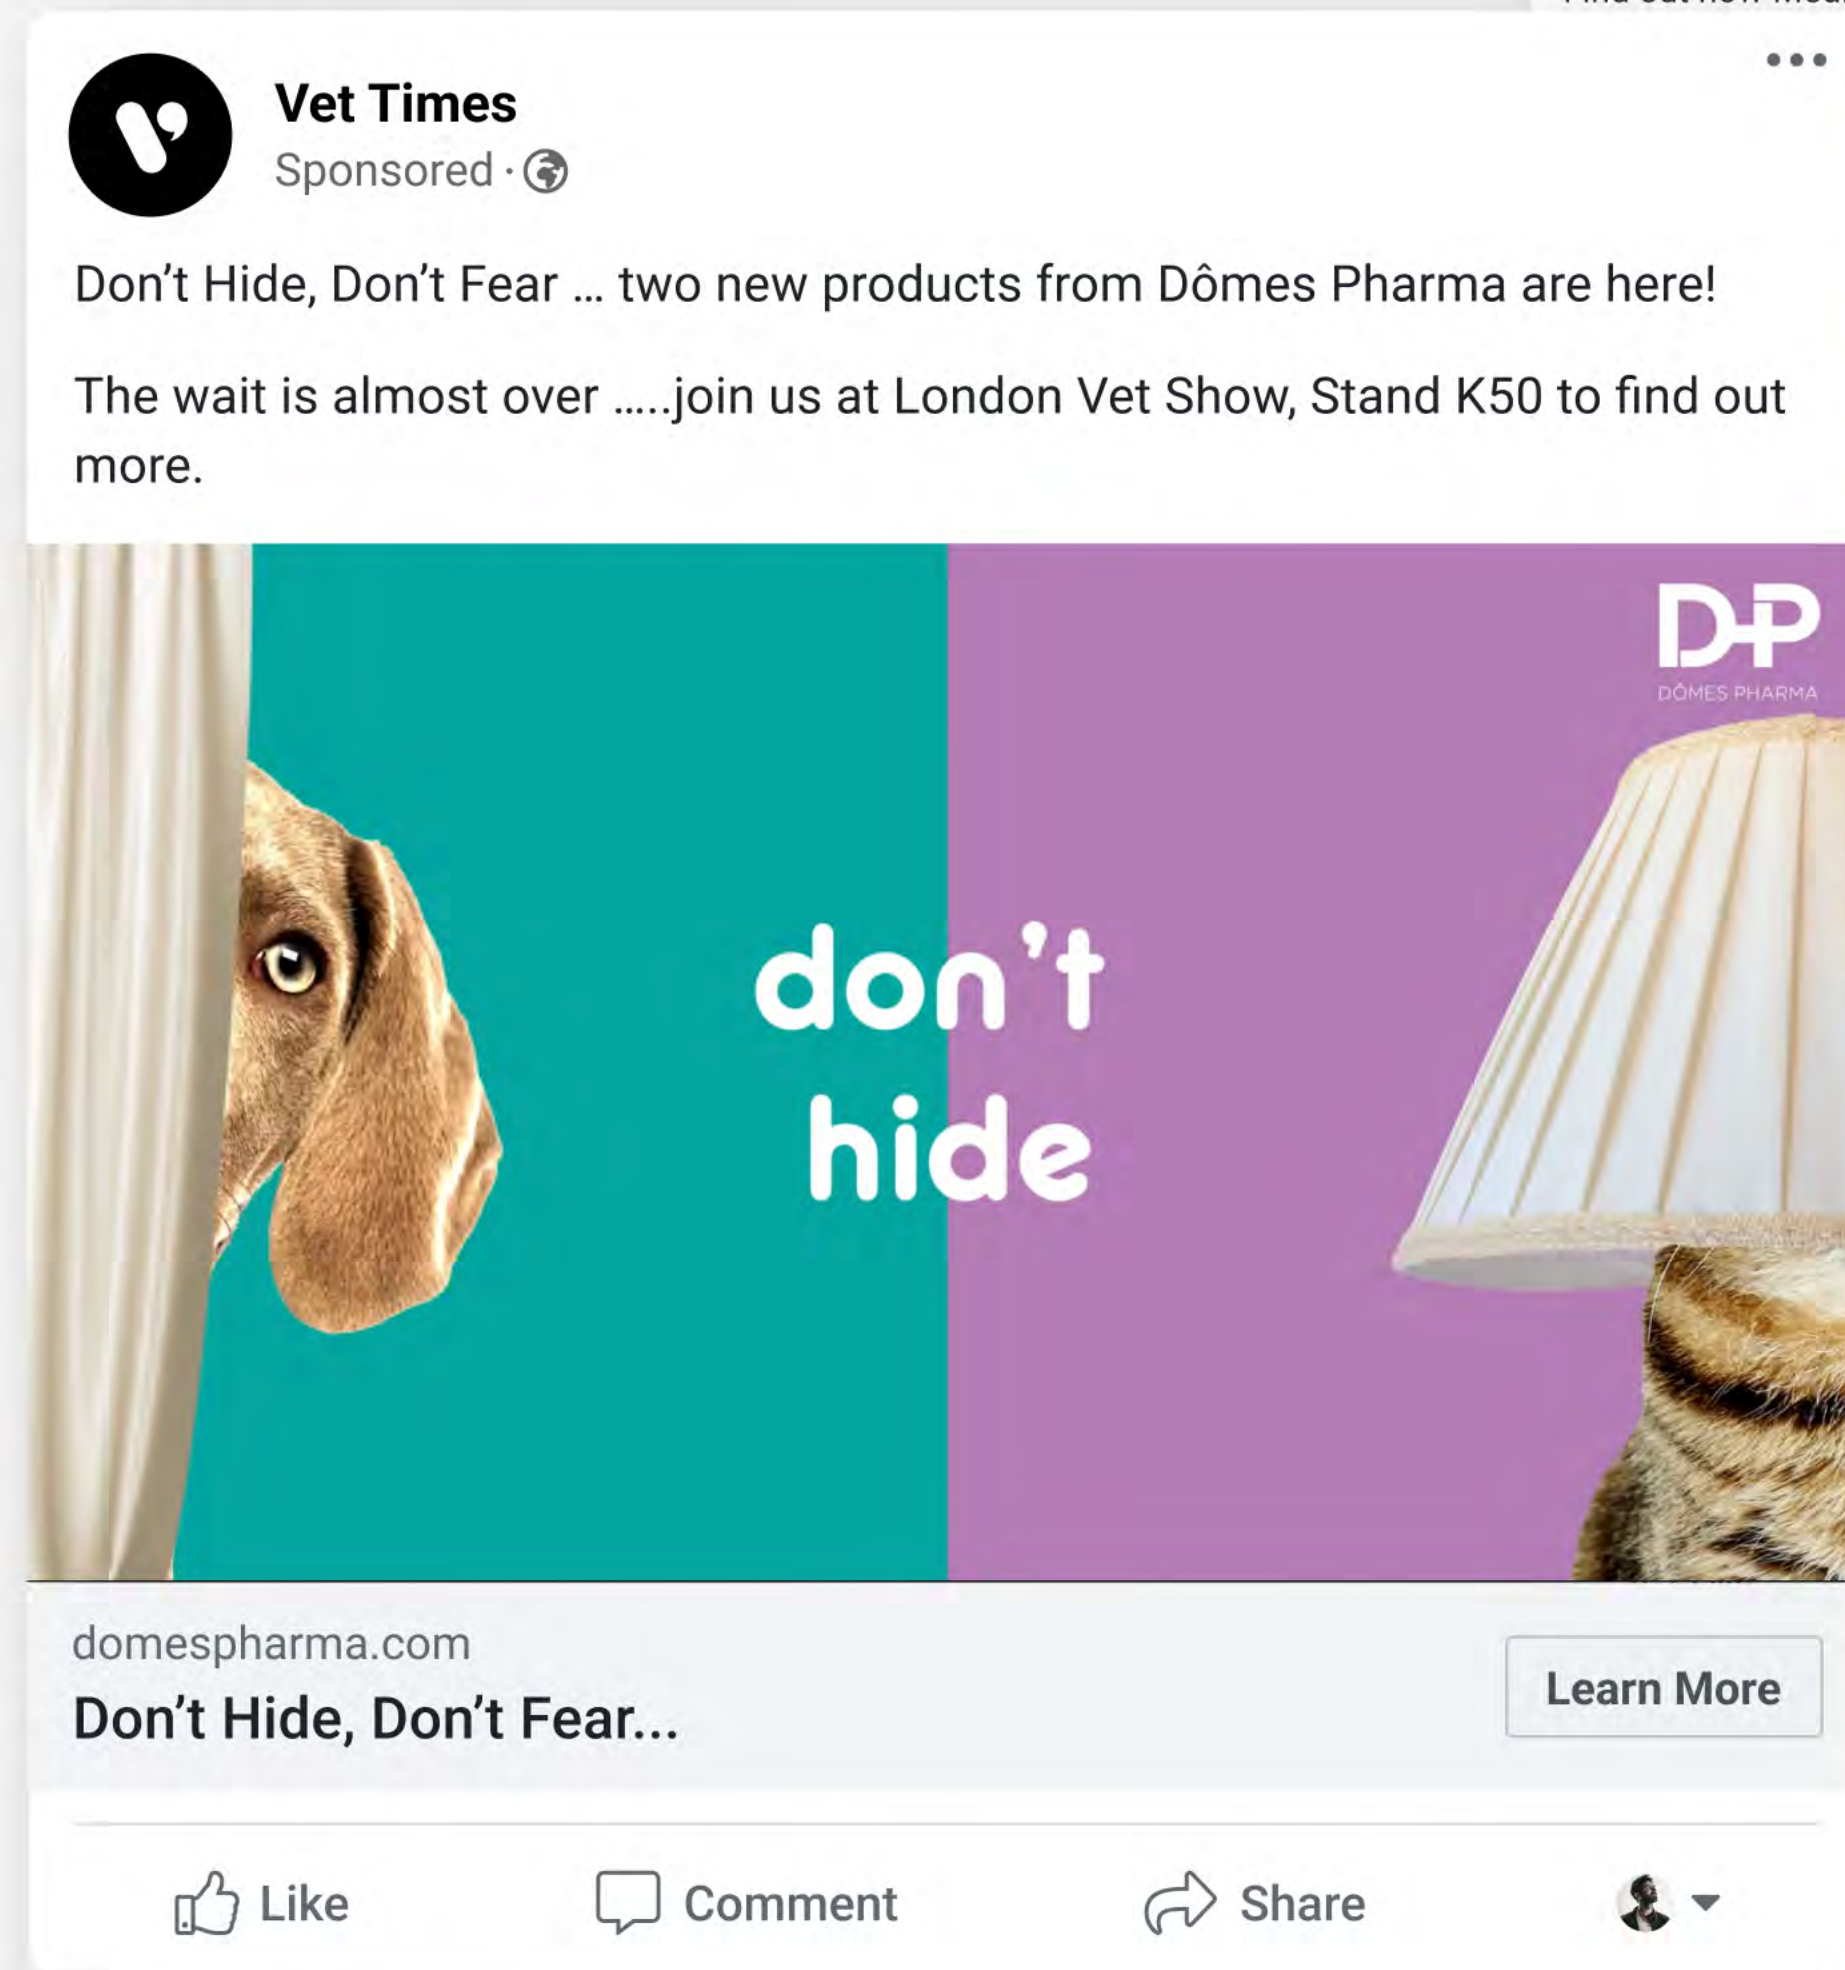 Vet Times
Sponsored ·
Don't Hide, Don't Fear ... two new products from Dômes Pharma are here!
The wait is almost over .....join us at London Vet Show, Stand K50 to find out
more.
D+P
DÔMES PHARMA
don't
hide
domespharma.com
Don't Hide, Don't Fear...
Learn More
Like
Comment
Share